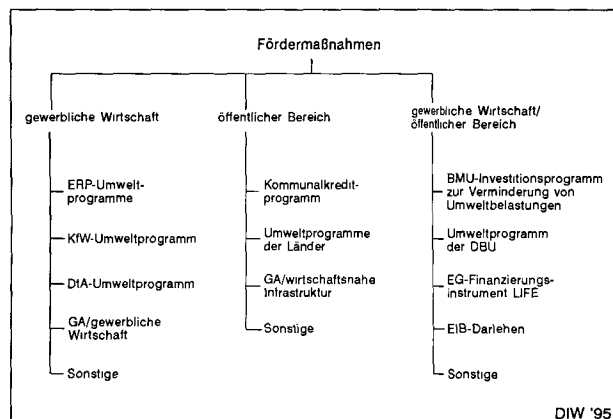 Fördermaßnahmen
gewerbliche Wirtschaft
ERP-Umwelt-
programme
KfW-Umweltprogramm
DtA-Umweltprogramm
GA/gewerbliche
Wirtschaft
Sonstige
öffentlicher Bereich
Kommunalkredit-
programm
Umweltprogramme
der Länder
GA/wirtschaftsnahe
Infrastruktur
Sonstige
gewerbliche Wirtschaft/
öffentlicher Bereich
BMU-Investitionsprogramm
zur Verminderung von
Umweltbelastungen
Umweltprogramm
der DBU
EG-Finanzierungs-
instrument LIFE
EIB-Darlehen
Sonstige
DIW '95